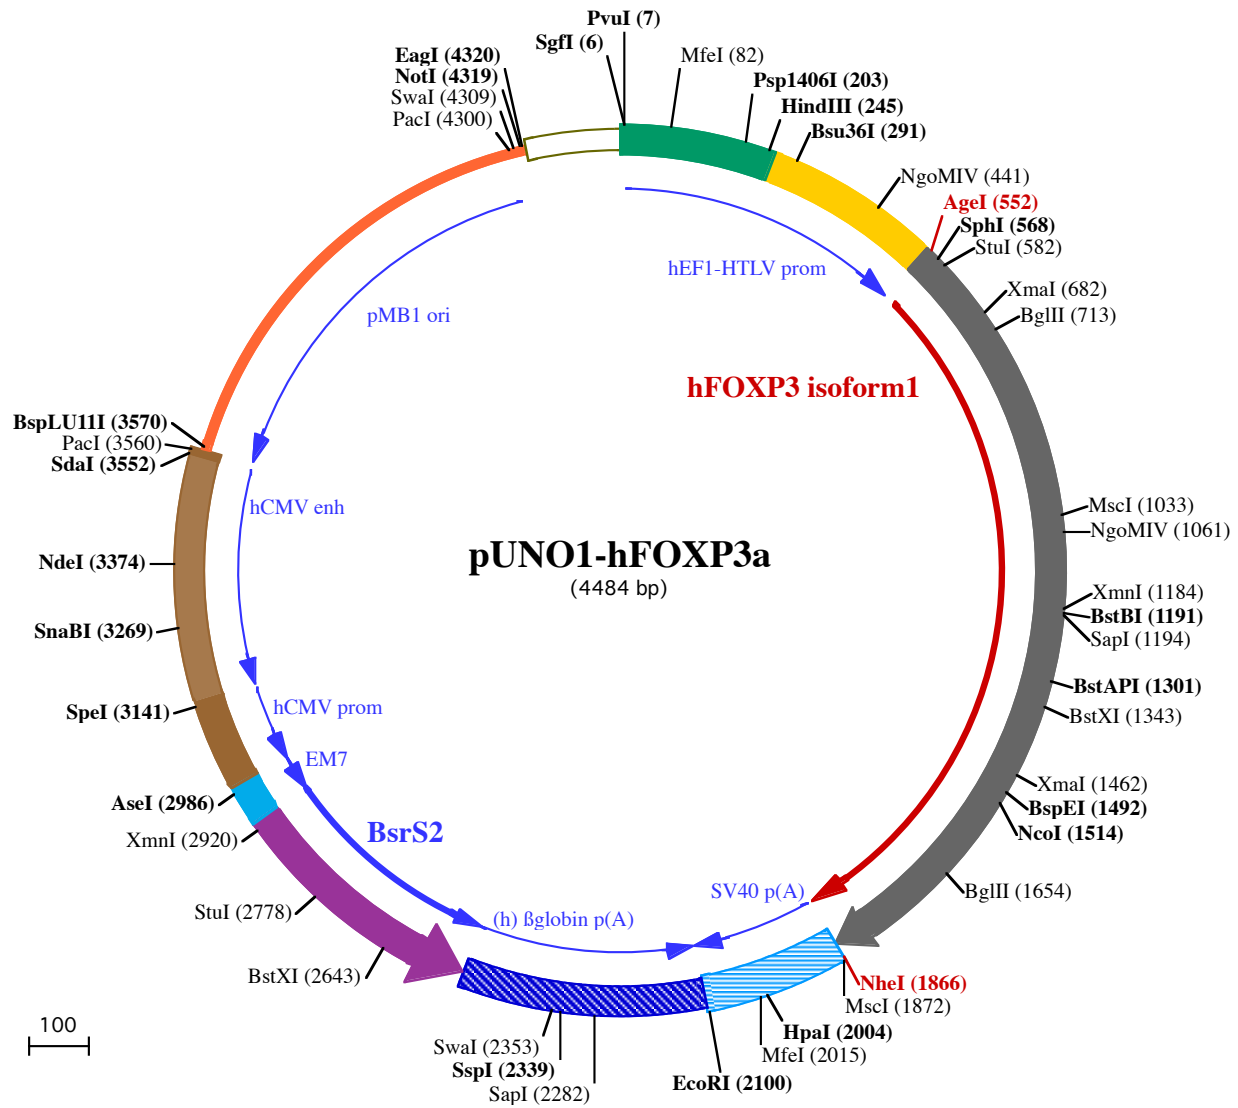 PvuI (7)
SgfI (6)
EagI (4320)
NotI (4319)
SwaI (4309)
PacI (4300)
MfeI (82)
Psp1406I (203)
HindIII (245)
Bsu36I (291)
NgoMIV (441)
AgeI (552)
SphI (568)
StuI (582)
XmaI (682)
BglII (713)
hEF1-HTLV prom
pMB1 ori
hFOXP3 isoform1
BspLU11I (3570)
PacI (3560)
SdaI (3552)
hCMV enh
MscI (1033)
NgoMIV (1061)
pUNO1-hFOXP3a
(4484 bp)
NdeI (3374)
SnaBI (3269)
SpeI (3141)
XmnI (1184)
BstBI (1191)
SapI (1194)
BstAPI (1301)
BstXI (1343)
hCMV prom
EM7
AseI (2986)
XmnI (2920)
BsrS2
XmaI (1462)
BspEI (1492)
NcoI (1514)
BglII (1654)
StuI (2778)
SV40 p(A)
(h) ßglobin p(A)
BstXI (2643)
NheI (1866)
MscI (1872)
HpaI (2004)
MfeI (2015)
EcoRI (2100)
SwaI (2353)
SspI (2339)
SapI (2282)
100